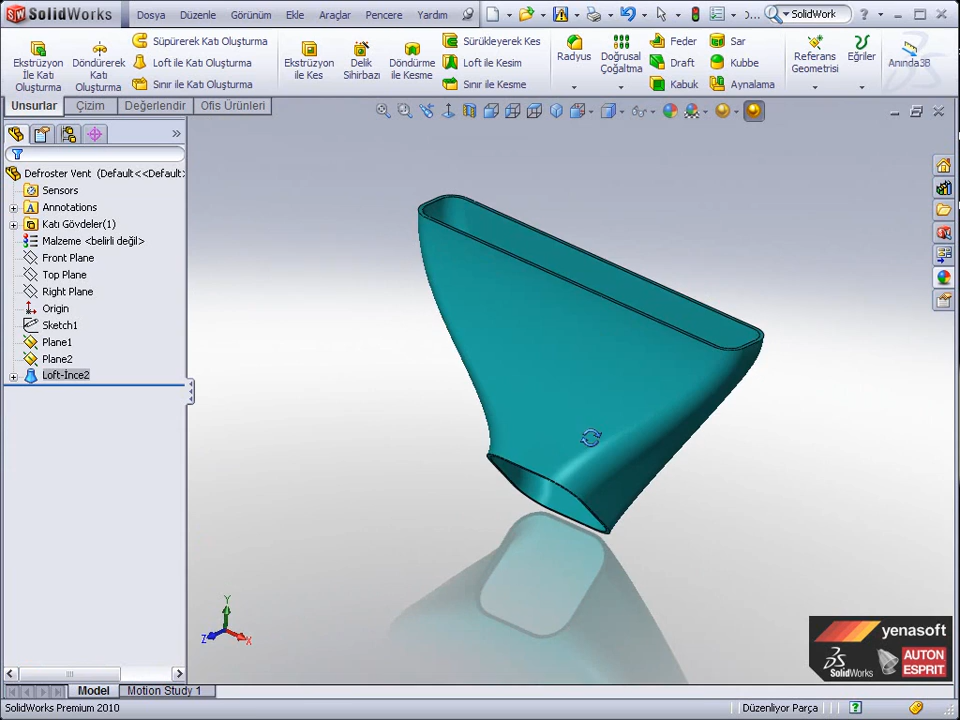 SolidWorks
Dosya
Düzenle
Görünüm
Ekle
Araçlar
Pencere
Yardım
SolidWork
Ekstrüzyon
İle Katı
Oluşturma
Döndürerek
Katı
Oluşturma
Süpürerek Katı Oluşturma
Loft ile Katı Oluşturma
Sınır ile Katı Oluşturma
Ekstrüzyon
ile Kes
Delik
Sihirbazı
Döndürme
ile Kesme
Sürükleyerek Kes
Loft ile Kesim
Sınır ile Kesme
Radyus
Doğrusal
Çoğaltma
Feder
Draft
Kabuk
Sar
Kubbe
Aynalama
Referans
Geometrisi
Eğriler
Anında3B
Unsurlar
Çizim
Değerlendir
Ofis Ürünleri
Defroster Vent (Default<<Default>
Sensors
Annotations
Katı Gövdeler(1)
Malzeme <belirli değil>
Front Plane
Top Plane
Right Plane
Origin
Sketch1
Plane1
Plane2
Loft-İnce2
Y
Z
X
yenasoft
SolidWorks
AUTON
ESPRIT
Model
Motion Study 1
SolidWorks Premium 2010
Düzenliyor Parça